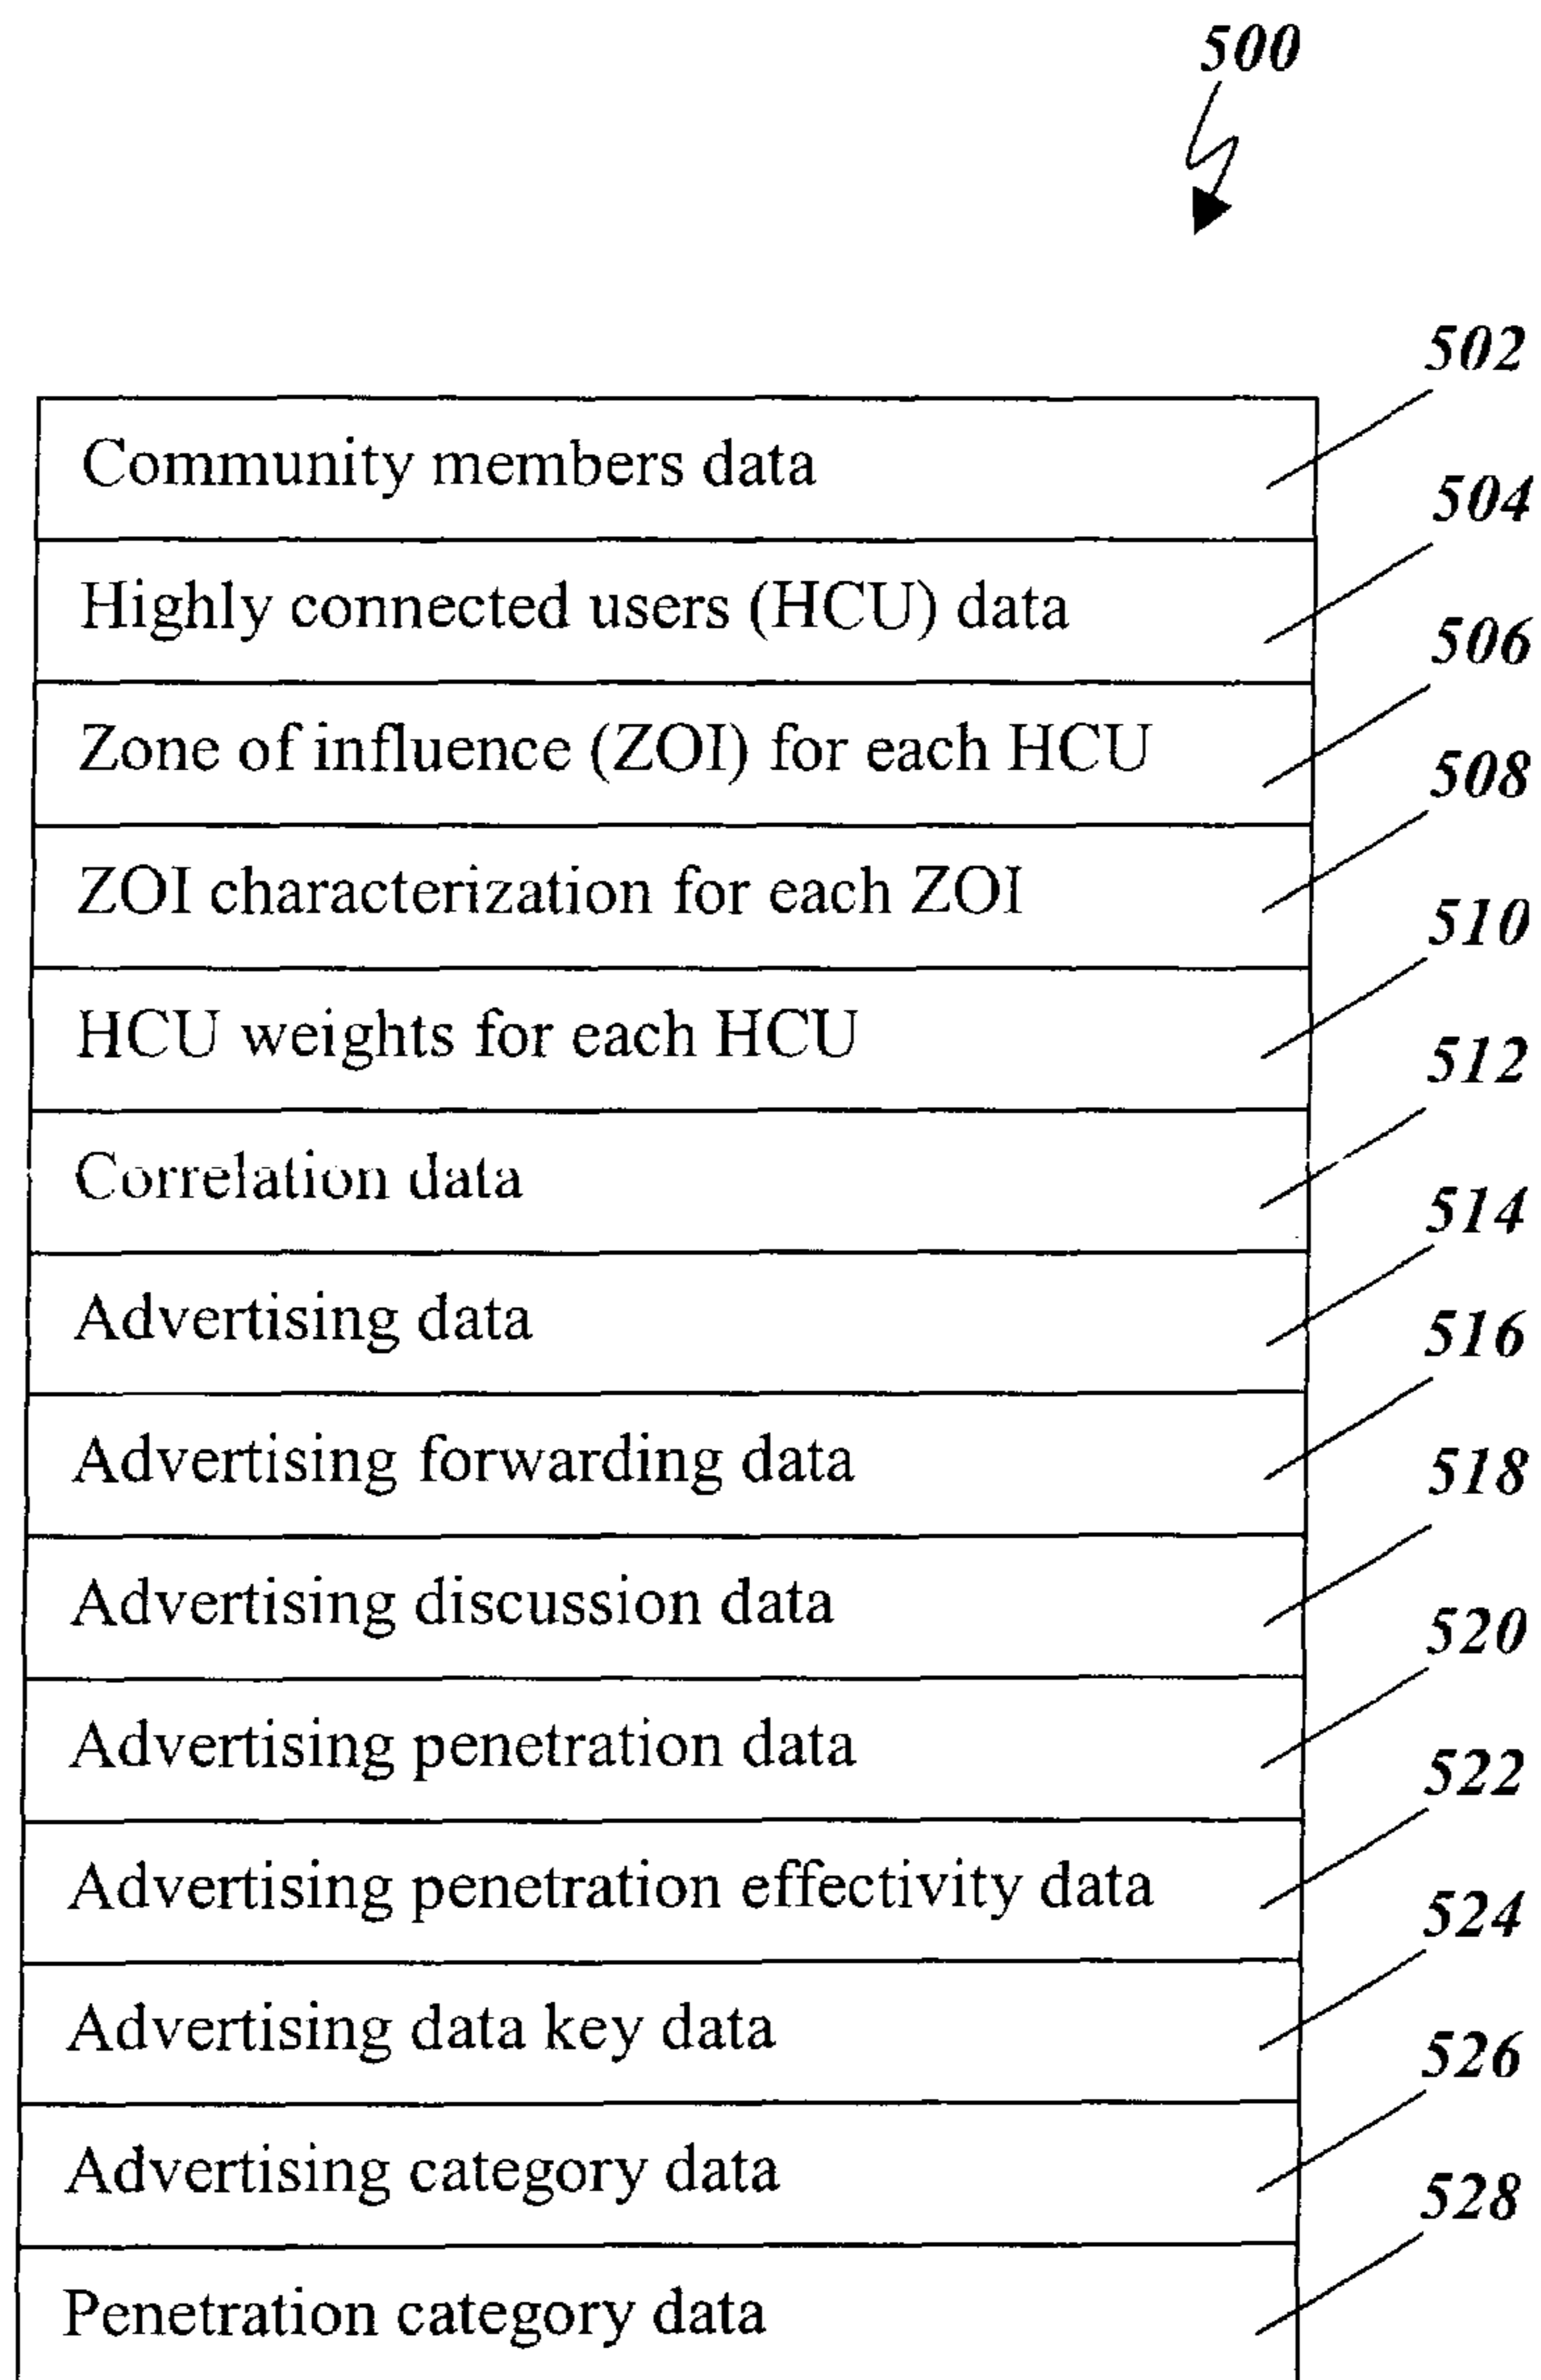 500
502
Community members data
504
Highly connected users (HCU) data
506
Zone of influence (ZOI) for each HCU
508
ZOI characterization for each ZOI
510
HCU weights for each HCU
512
Correlation data
514
Advertising data
516
Advertising forwarding data
518
Advertising discussion data
520
Advertising penetration data
522
Advertising penetration effectivity data
524
Advertising data key data
526
Advertising category data
528
Penetration category data